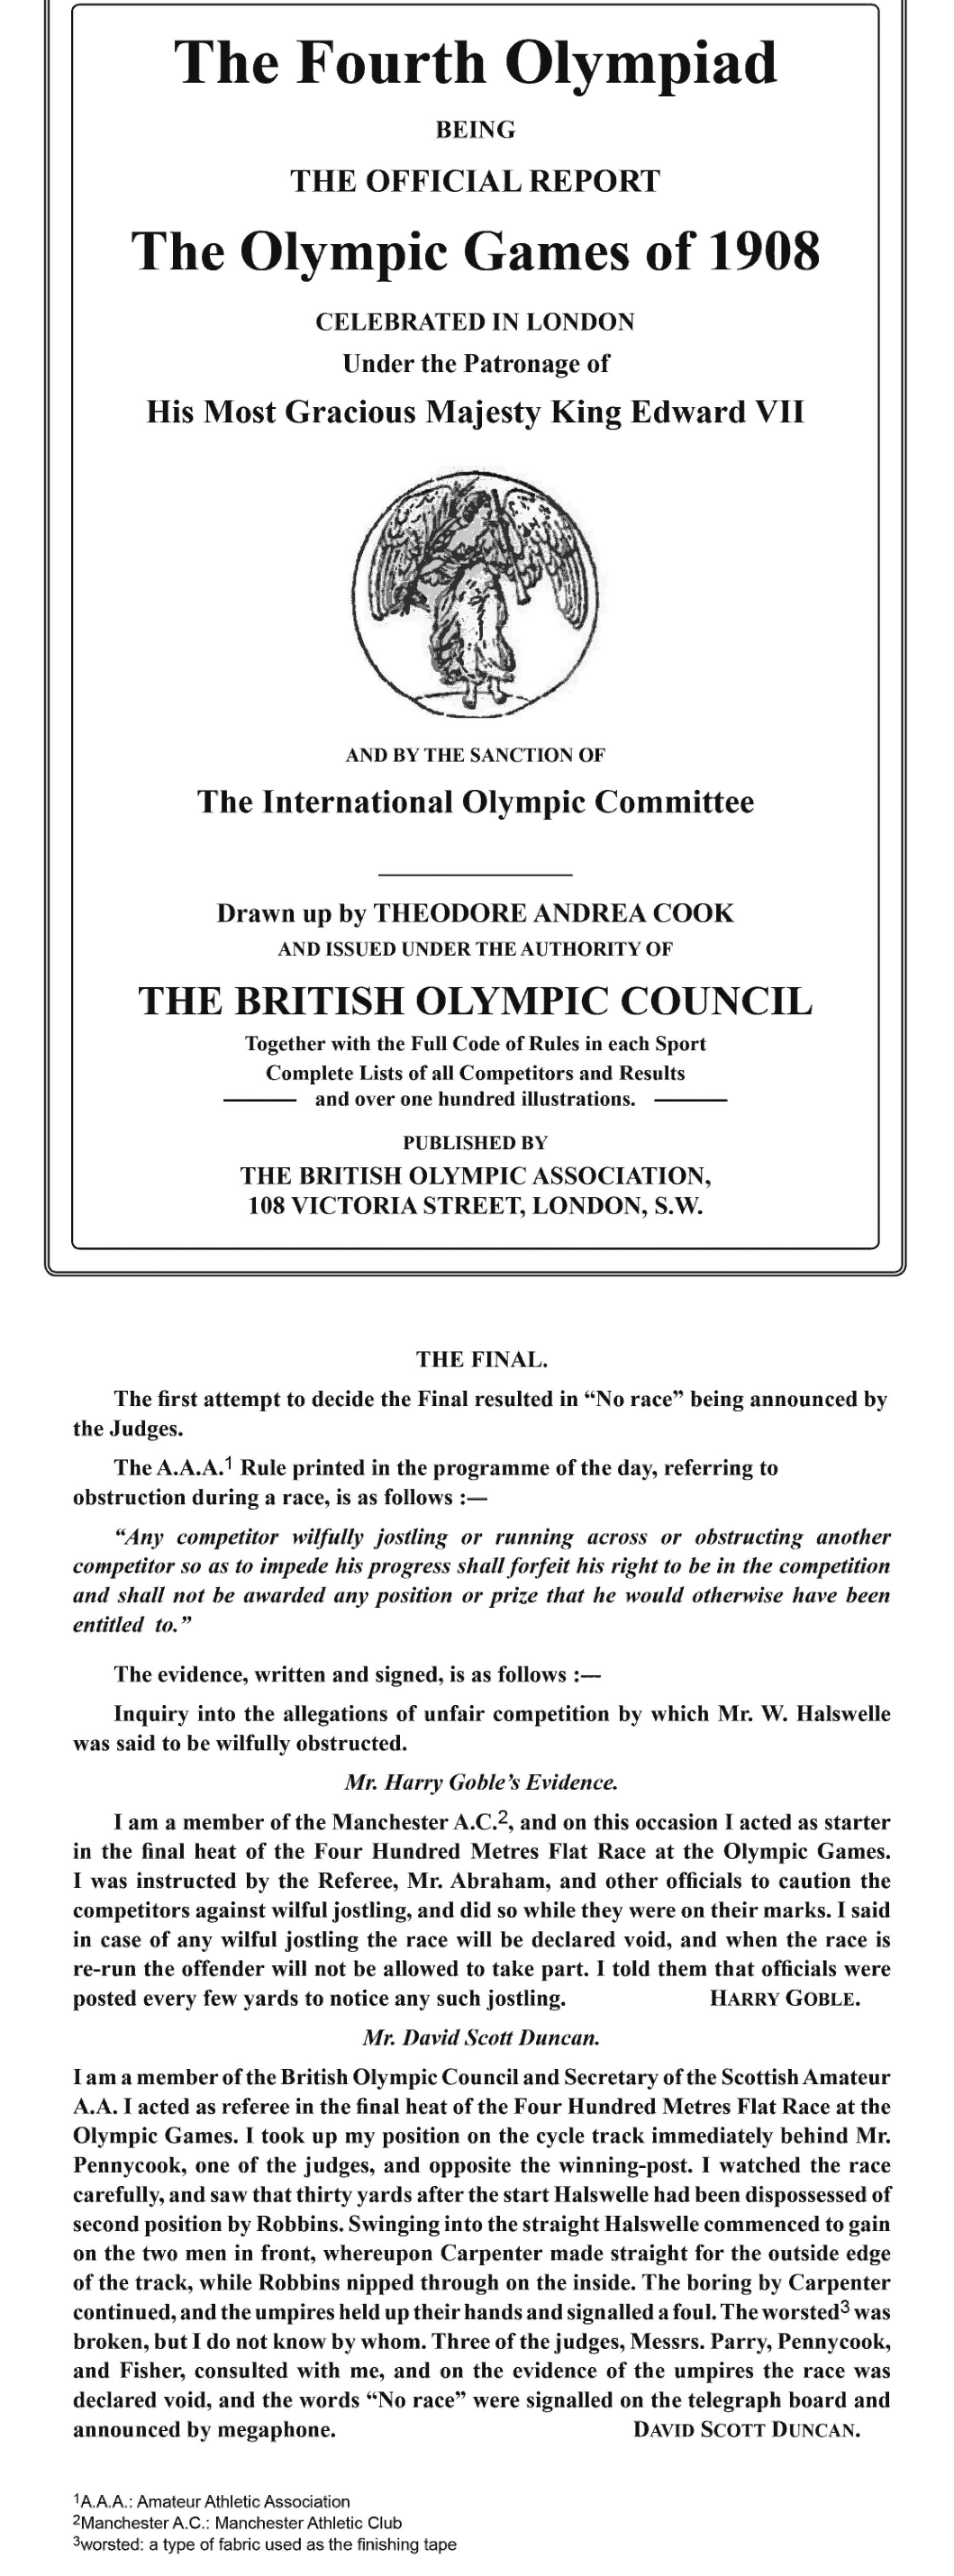 The Fourth Olympiad
BEING
THE OFFICIAL REPORT
The Olympic Games of 1908
CELEBRATED IN LONDON
Under the Patronage of
His Most Gracious Majesty King Edward VII
AND BY THE SANCTION OF
The International Olympic Committee
Drawn up by THEODORE ANDREA COOK
AND ISSUED UNDER THE AUTHORITY OF
THE BRITISH OLYMPIC COUNCIL
Together with the Full Code of Rules in each Sport
Complete Lists of all Competitors and Results
and over one hundred illustrations.
PUBLISHED BY
THE BRITISH OLYMPIC ASSOCIATION,
108 VICTORIA STREET, LONDON, S.W.
THE FINAL.
The first attempt to decide the Final resulted in “No race” being announced by
the Judges.
The A.A.A.1 Rule printed in the programme of the day, referring to
obstruction during a race, is as follows :—
“Any competitor wilfully jostling or running across or obstructing another
competitor so as to impede his progress shall forfeit his right to be in the competition
and shall not be awarded any position or prize that he would otherwise have been
entitled to.”
The evidence, written and signed, is as follows :—
Inquiry into the allegations of unfair competition by which Mr. W. Halswelle
was said to be wilfully obstructed.
Mr. Harry Goble’s Evidence.
I am a member of the Manchester A.C.2, and on this occasion I acted as starter
in the final heat of the Four Hundred Metres Flat Race at the Olympic Games.
I was instructed by the Referee, Mr. Abraham, and other officials to caution the
competitors against wilful jostling, and did so while they were on their marks. I said
in case of any wilful jostling the race will be declared void, and when the race is
re-run the offender will not be allowed to take part. I told them that officials were
posted every few yards to notice any such jostling. HARRY GOBLE.
Mr. David Scott Duncan.
I am a member of the British Olympic Council and Secretary of the Scottish Amateur
A.A. I acted as referee in the final heat of the Four Hundred Metres Flat Race at the
Olympic Games. I took up my position on the cycle track immediately behind Mr.
Pennycook, one of the judges, and opposite the winning-post. I watched the race
carefully, and saw that thirty yards after the start Halswelle had been dispossessed of
second position by Robbins. Swinging into the straight Halswelle commenced to gain
on the two men in front, whereupon Carpenter made straight for the outside edge
of the track, while Robbins nipped through on the inside. The boring by Carpenter
continued, and the umpires held up their hands and signalled a foul. The worsted3 was
broken, but I do not know by whom. Three of the judges, Messrs. Parry, Pennycook,
and Fisher, consulted with me, and on the evidence of the umpires the race was
declared void, and the words “No race” were signalled on the telegraph board and
announced by megaphone. DAVID SCOTT DUNCAN.
1A.A.A.: Amateur Athletic Association
2Manchester A.C.: Manchester Athletic Club
3worsted: a type of fabric used as the finishing tape